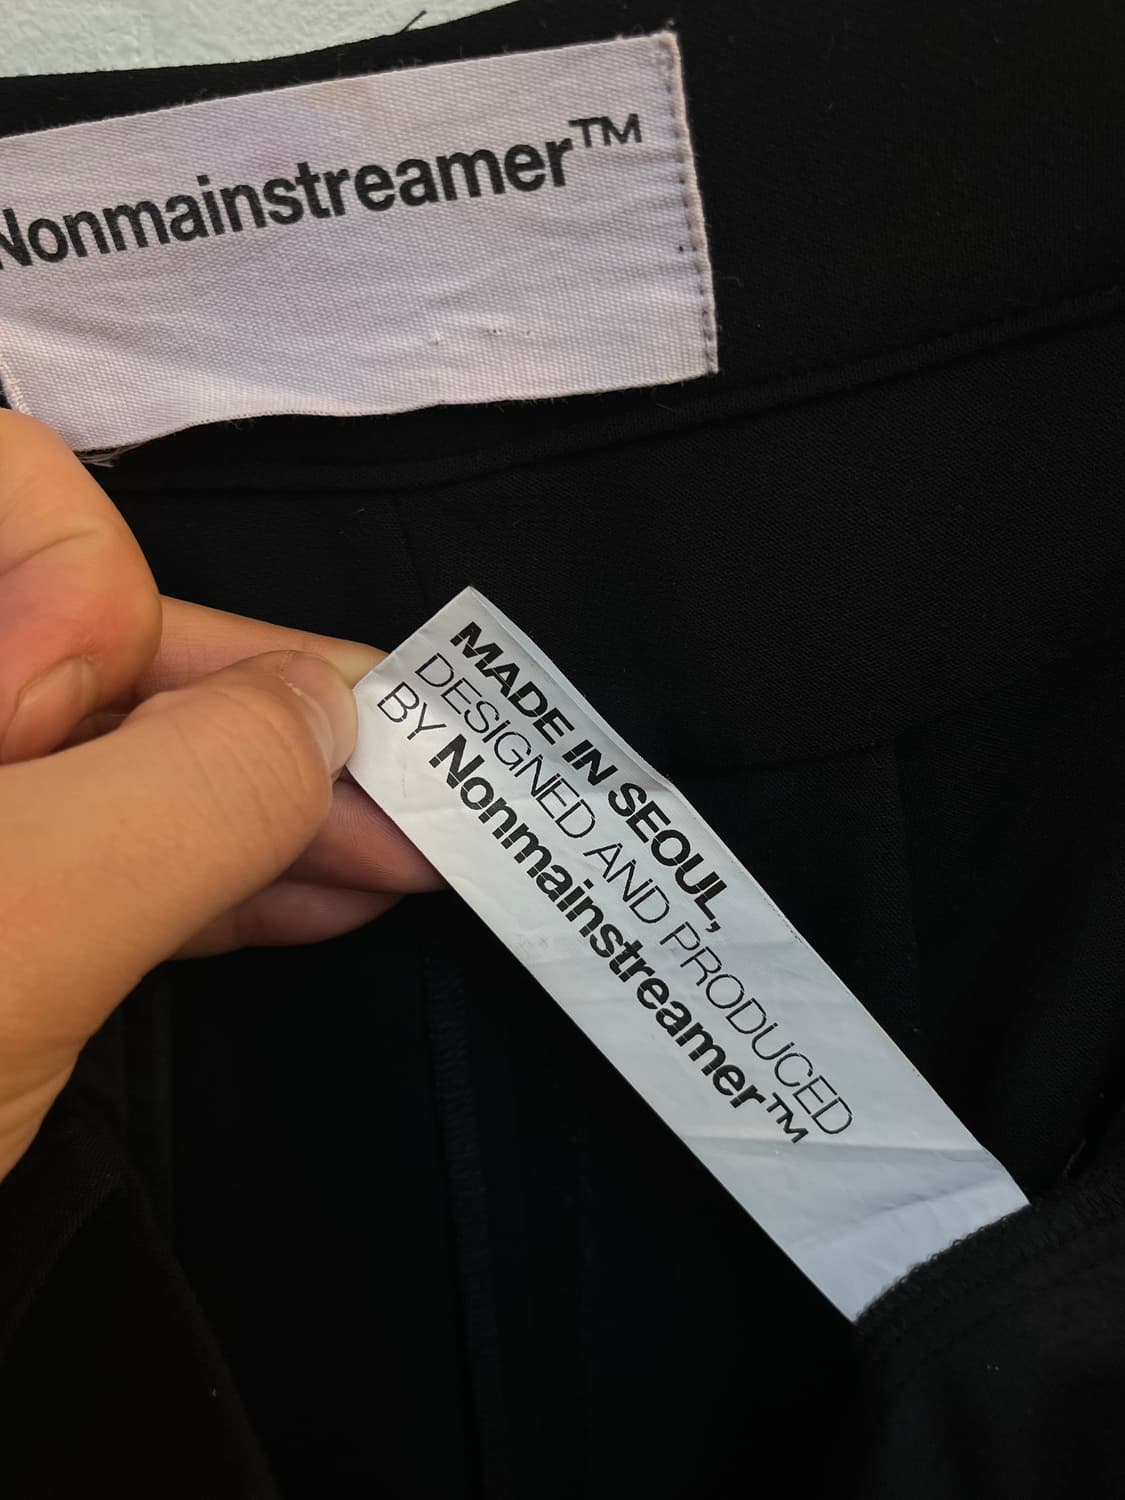 Nonmainstreamer™
MADE IN SEOUL,
DESIGNED AND PRODUCED
BY Nonmainstreamer™